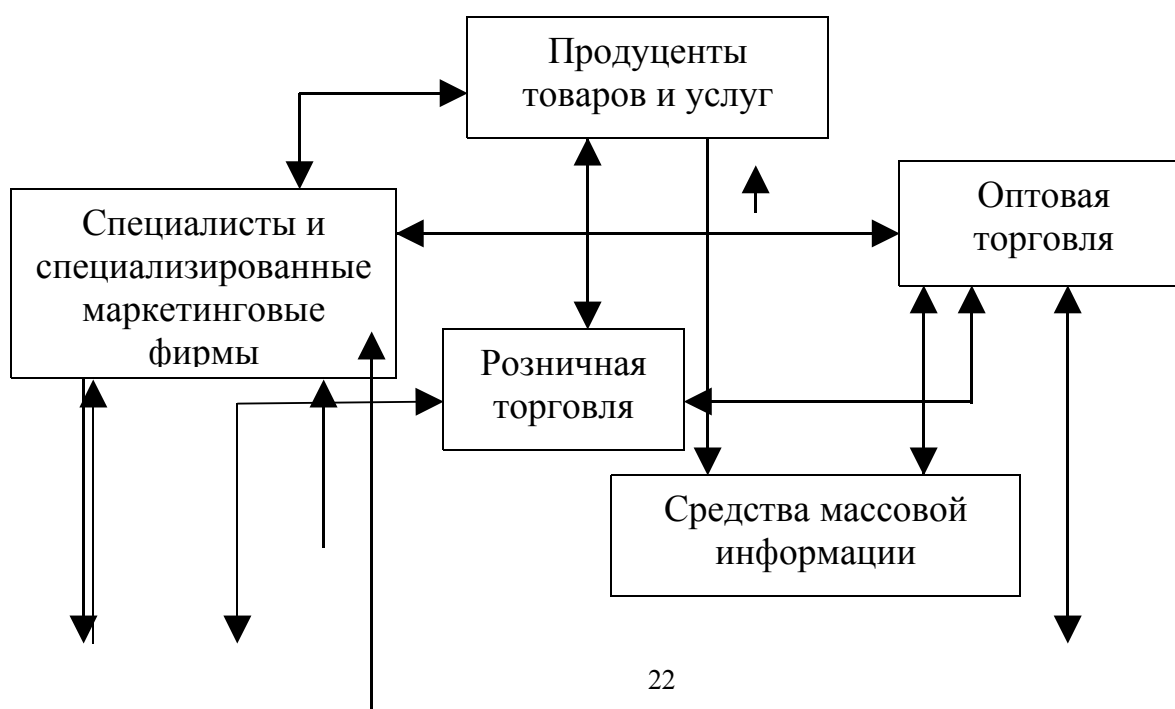 Продуценты
товаров и услуг
Специалисты и
специализированные
маркетинговые
фирмы
Оптовая
торговля
Розничная
торговля
Средства массовой
информации
22